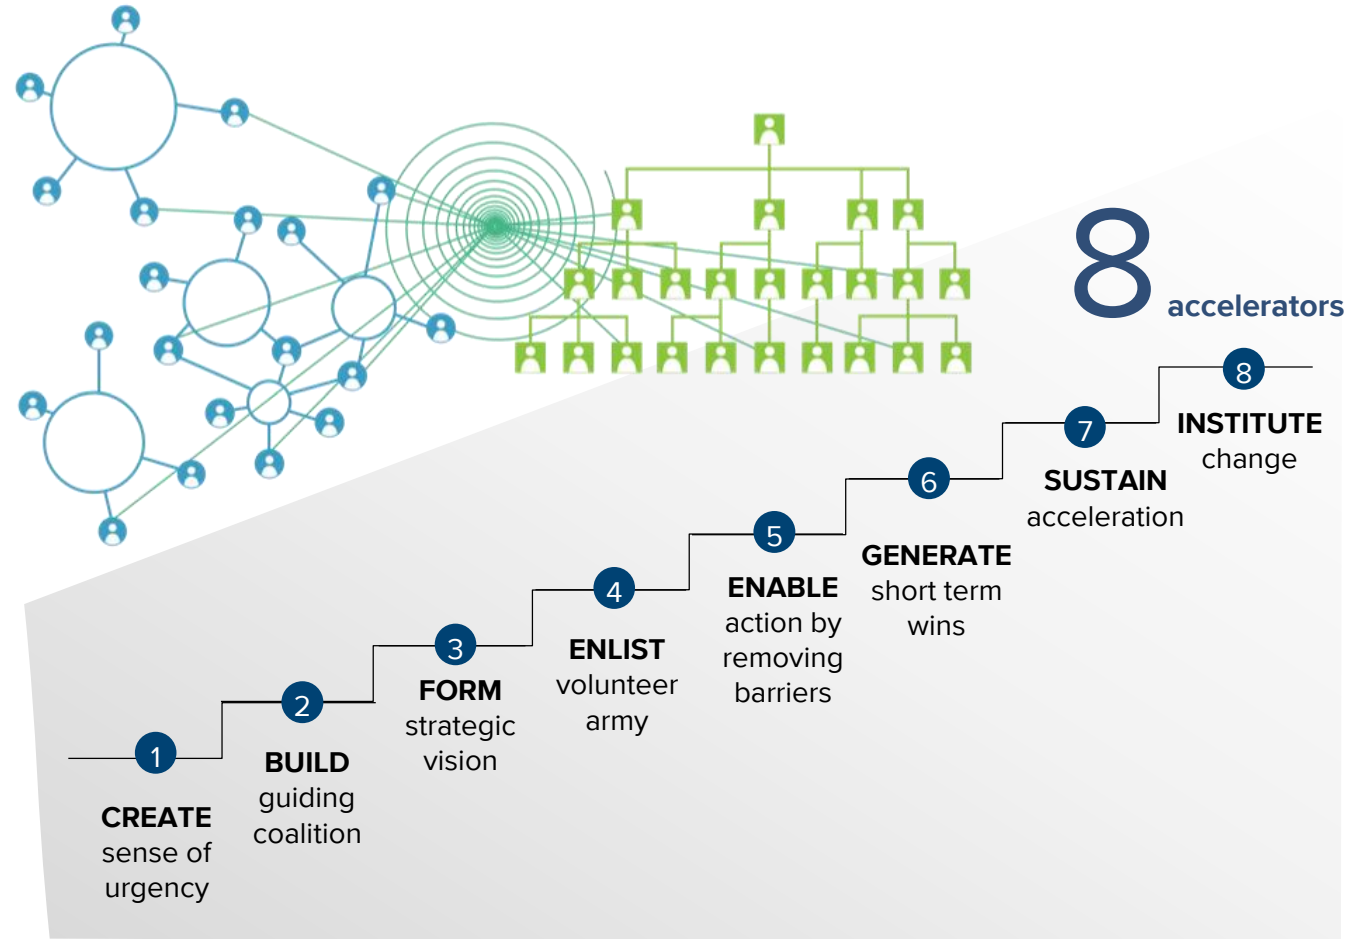 8
accelerators
1
CREATE
sense of
urgency
2
BUILD
guiding
coalition
3
FORM
strategic
vision
4
ENLIST
volunteer
army
5
ENABLE
action by
removing
barriers
6
GENERATE
short term
wins
7
SUSTAIN
acceleration
8
INSTITUTE
change